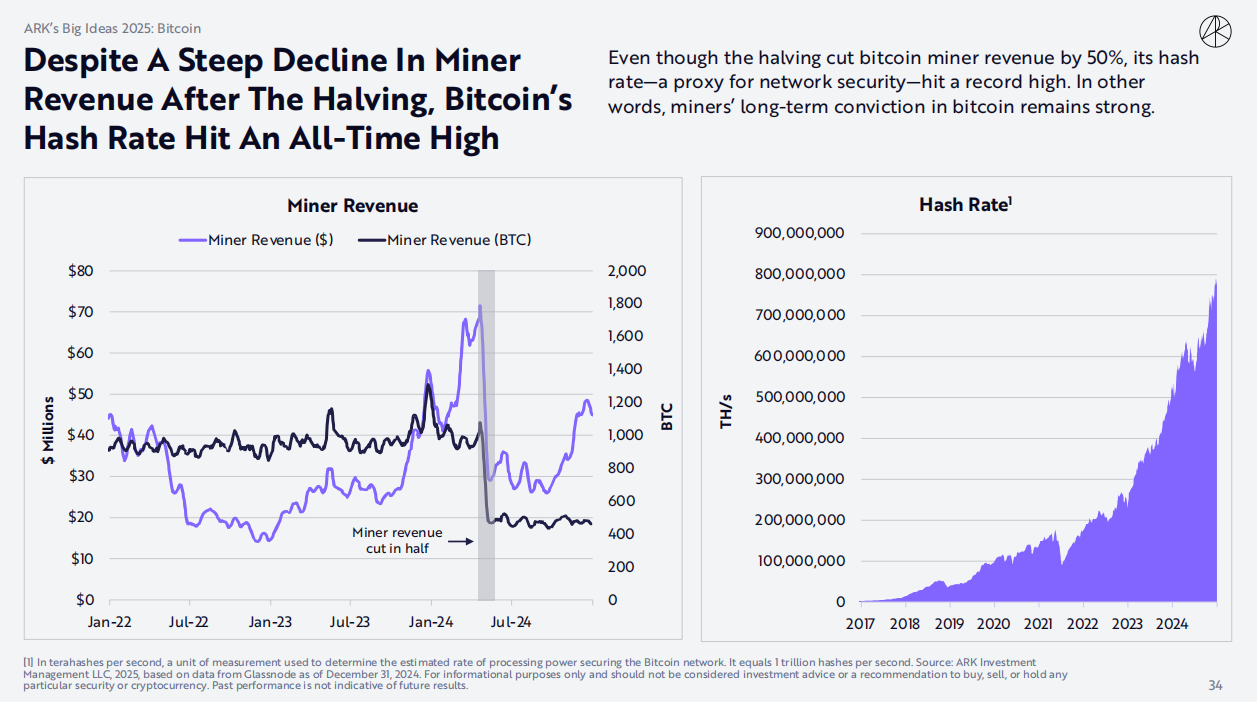 ARK's Big Ideas 2025: Bitcoin
Despite A Steep Decline In Miner
Revenue After The Halving, Bitcoin's
Hash Rate Hit An All-Time High
Even though the halving cut bitcoin miner revenue by 50%, its hash
rate—a proxy for network security—hit a record high. In other
words, miners' long-term conviction in bitcoin remains strong.
Miner Revenue
Miner Revenue ($) Miner Revenue (BTC)
$ Millions
$80
$70
$60
$50
$40
$30
$20
$10
$0
2,000
1,800
1,600
1,400
1,200
1,000
800
600
400
200
0
BTC
Miner revenue
cut in half
Jan-22 Jul-22 Jan-23 Jul-23 Jan-24 Jul-24
Hash Rate¹
TH/s
900,000,000
800,000,000
700,000,000
600,000,000
500,000,000
400,000,000
300,000,000
200,000,000
100,000,000
0
2017 2018 2019 2020 2021 2022 2023 2024
[1] In terahashes per second, a unit of measurement used to determine the estimated rate of processing power securing the Bitcoin network. It equals 1 trillion hashes per second. Source: ARK Investment
Management LLC, 2025, based on data from Glassnode as of December 31, 2024. For informational purposes only and should not be considered investment advice or a recommendation to buy, sell, or hold any
particular security or cryptocurrency. Past performance is not indicative of future results.
34